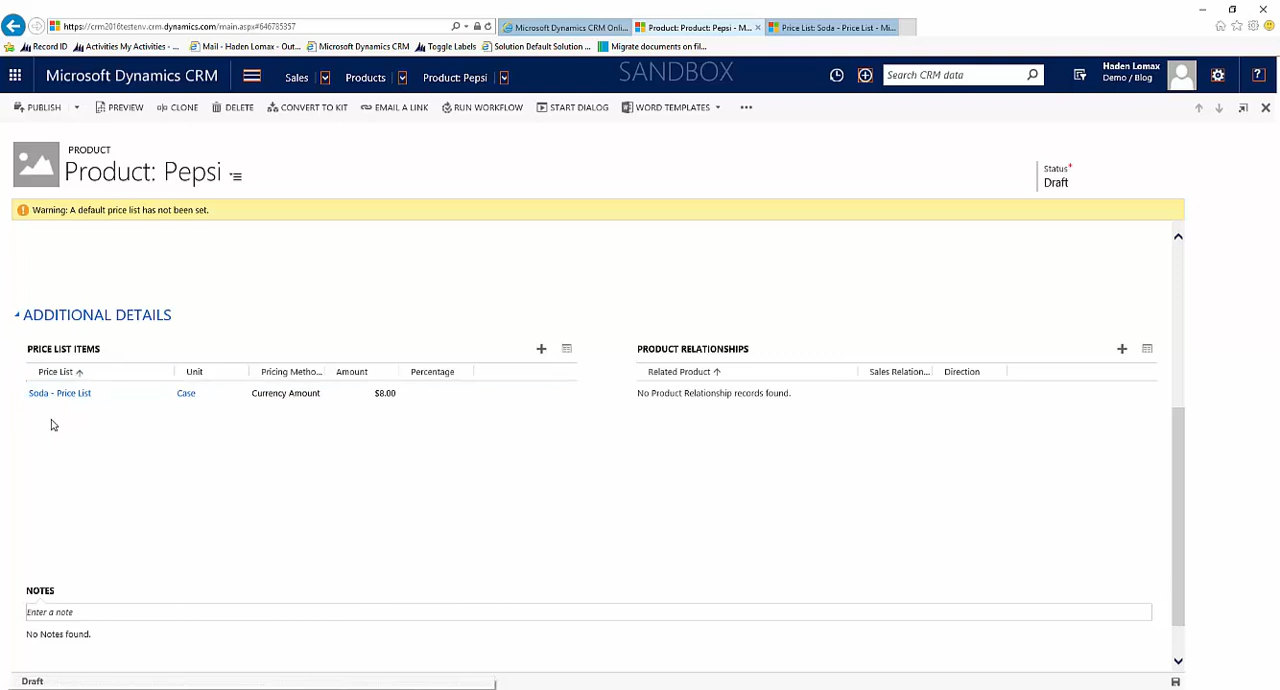 https://crm2016testenv.crm.dynamics.com/main.aspx#646785357
Microsoft Dynamics CRM Onli...
Product: Product: Pepsi - M...
Price List: Soda - Price List - Mi...
Record ID
Activities My Activities - ...
Mail - Haden Lomax - Out...
Microsoft Dynamics CRM
Toggle Labels
Solution Default Solution ...
Migrate documents on fil...
Microsoft Dynamics CRM
Sales
Products
Product: Pepsi
SANDBOX
Search CRM data
Haden Lomax
Demo / Blog
?
PUBLISH
PREVIEW
CLONE
DELETE
CONVERT TO KIT
EMAIL A LINK
RUN WORKFLOW
START DIALOG
WORD TEMPLATES
PRODUCT
Product: Pepsi
Status*
Draft
Warning: A default price list has not been set.
ADDITIONAL DETAILS
PRICE LIST ITEMS
Price List Unit Pricing Metho... Amount Percentage
Soda - Price List Case Currency Amount $8.00
PRODUCT RELATIONSHIPS
Related Product Sales Relation... Direction
No Product Relationship records found.
NOTES
Enter a note
No Notes found.
Draft